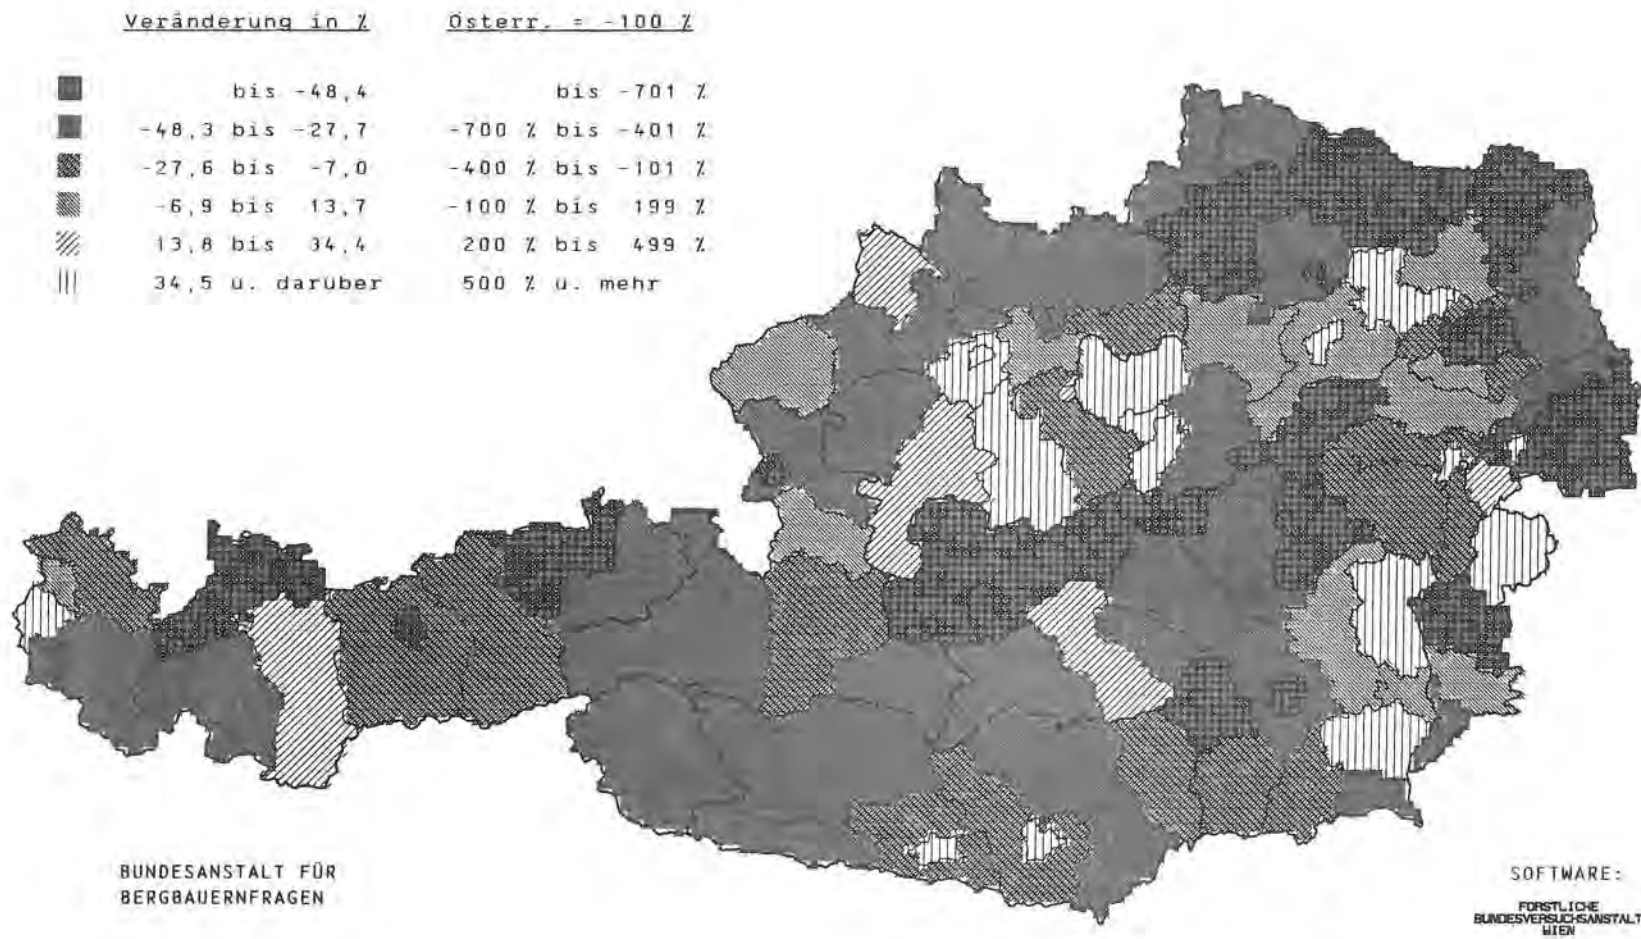 Veränderung in % Österr. = -100 %
bis -48,4 bis -701 %
-48,3 bis -27,7 -700 % bis -401 %
-27,6 bis -7,0 -400 % bis -101 %
-6,9 bis 13,7 -100 % bis 199 %
13,8 bis 34,4 200 % bis 499 %
34,5 u. darüber 500 % u. mehr
BUNDESANSTALT FÜR
BERGBAUERNFRAGEN
SOFTWARE:
FORSTLICHE
BUNDESVERSUCHSANSTALT
WIEN